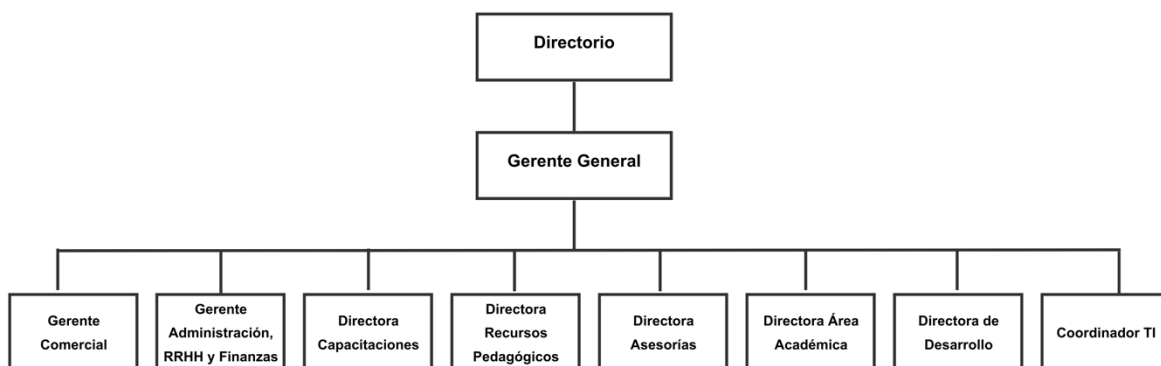 Directorio
Gerente General
Gerente
Comercial
Gerente
Administración,
RRHH y Finanzas
Directora
Capacitaciones
Directora
Recursos
Pedagógicos
Directora
Asesorías
Directora Área
Académica
Directora de
Desarrollo
Coordinador TI